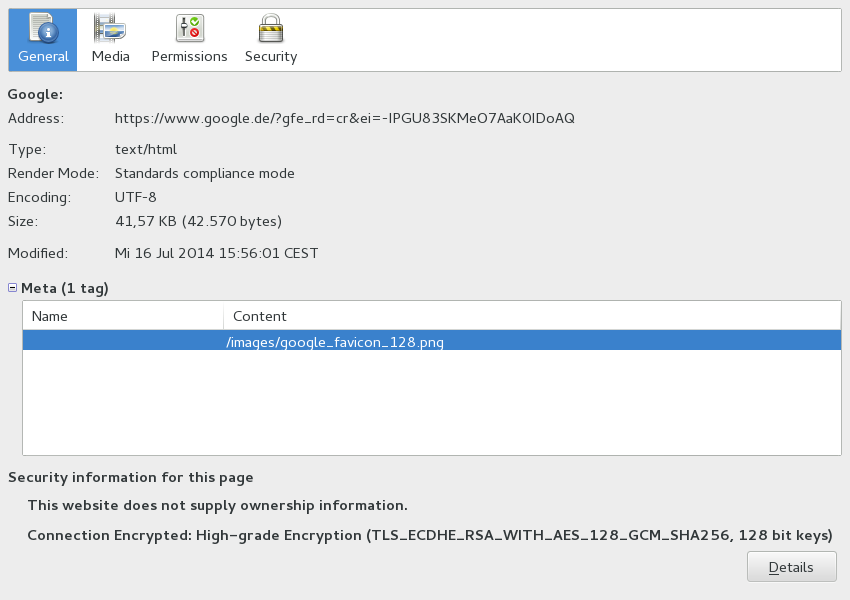 General Media Permissions Security
Google:
Address: https://www.google.de/?gfe_rd=cr&ei=-IPGU83SKMeO7AaK0IDoAQ
Type: text/html
Render Mode: Standards compliance mode
Encoding: UTF-8
Size: 41,57 KB (42.570 bytes)
Modified: Mi 16 Jul 2014 15:56:01 CEST
Meta (1 tag)
Name Content
/images/google_favicon_128.png
Security information for this page
This website does not supply ownership information.
Connection Encrypted: High-grade Encryption (TLS_ECDHE_RSA_WITH_AES_128_GCM_SHA256, 128 bit keys)
Details